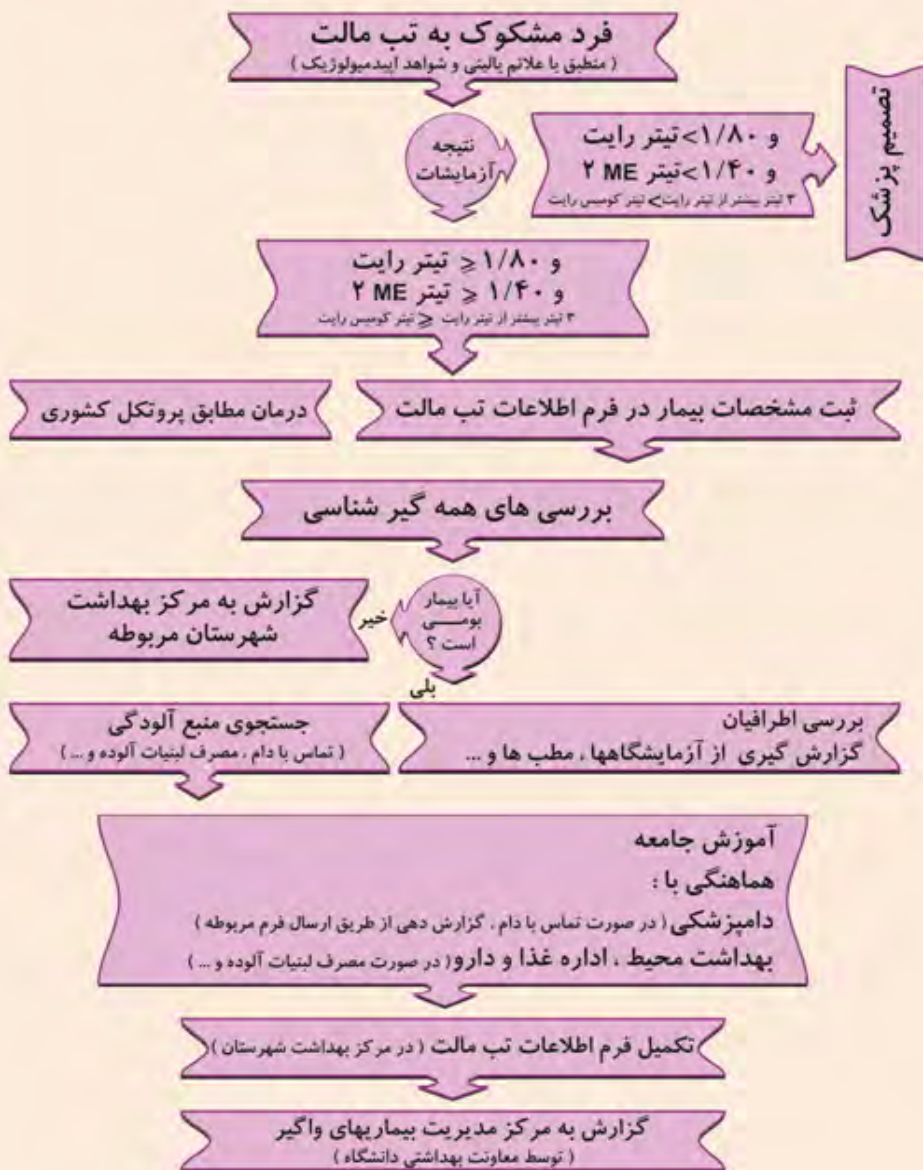 فرد مشکوک به تب مالت
( منطبق با علائم بالینی و شواهد اپیدمیولوژیک )
نتیجه
آزمایشات
و ۱/۸۰>تیتر رایت
و ۱/۴۰>تیتر ۲ ME
۳ تیتر بیشتر از تیتر رایت> تیتر کومبس رایت
تصمیم پزشک
و ۱/۸۰ ≤ تیتر رایت
و ۱/۴۰ ≤ تیتر ۲ ME
۳ تیتر بیشتر از تیتر رایت ≤ تیتر کومبس رایت
ثبت مشخصات بیمار در فرم اطلاعات تب مالت
درمان مطابق پروتکل کشوری
بررسی های همه گیر شناسی
آیا بیمار
بومـــی
است ؟
خیر
گزارش به مرکز بهداشت
شهرستان مربوطه
بلی
بررسی اطرافیان
گزارش گیری از آزمایشگاهها ، مطب ها و ...
جستجوی منبع آلودگی
( تماس با دام ، مصرف لبنیات آلوده و ... )
آموزش جامعه
هماهنگی با :
دامپزشکی ( در صورت تماس با دام ، گزارش دهی از طریق ارسال فرم مربوطه )
بهداشت محیط ، اداره غذا و دارو ( در صورت مصرف لبنیات آلوده و ... )
تکمیل فرم اطلاعات تب مالت ( در مرکز بهداشت شهرستان )
گزارش به مرکز مدیریت بیماریهای واگیر
( توسط معاونت بهداشتی دانشگاه )